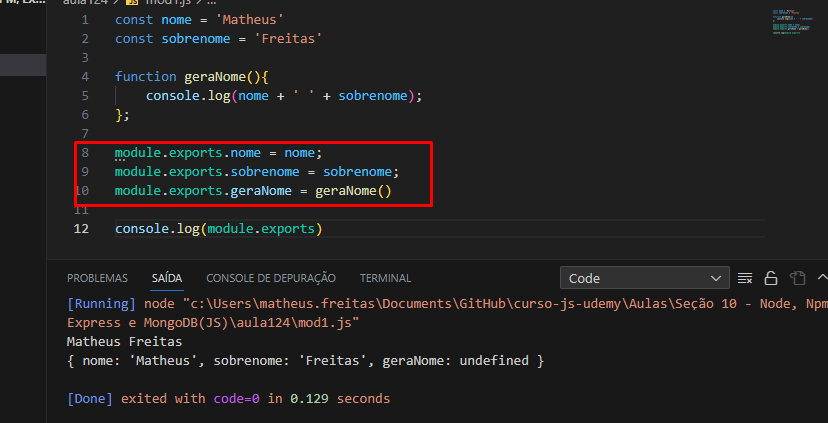 aula124 > JS mod1.js > ...
1 const nome = 'Matheus'
2 const sobrenome = 'Freitas'
3
4 function geraNome(){
5     console.log(nome + ' ' + sobrenome);
6 };
7
8 module.exports.nome = nome;
9 module.exports.sobrenome = sobrenome;
10 module.exports.geraNome = geraNome()
11
12 console.log(module.exports)
PROBLEMAS SAÍDA CONSOLE DE DEPURAÇÃO TERMINAL Code
[Running] node "c:\Users\matheus.freitas\Documents\GitHub\curso-js-udemy\Aulas\Seção 10 - Node, Npm
Express e MongoDB(JS)\aula124\mod1.js"
Matheus Freitas
{ nome: 'Matheus', sobrenome: 'Freitas', geraNome: undefined }
[Done] exited with code=0 in 0.129 seconds